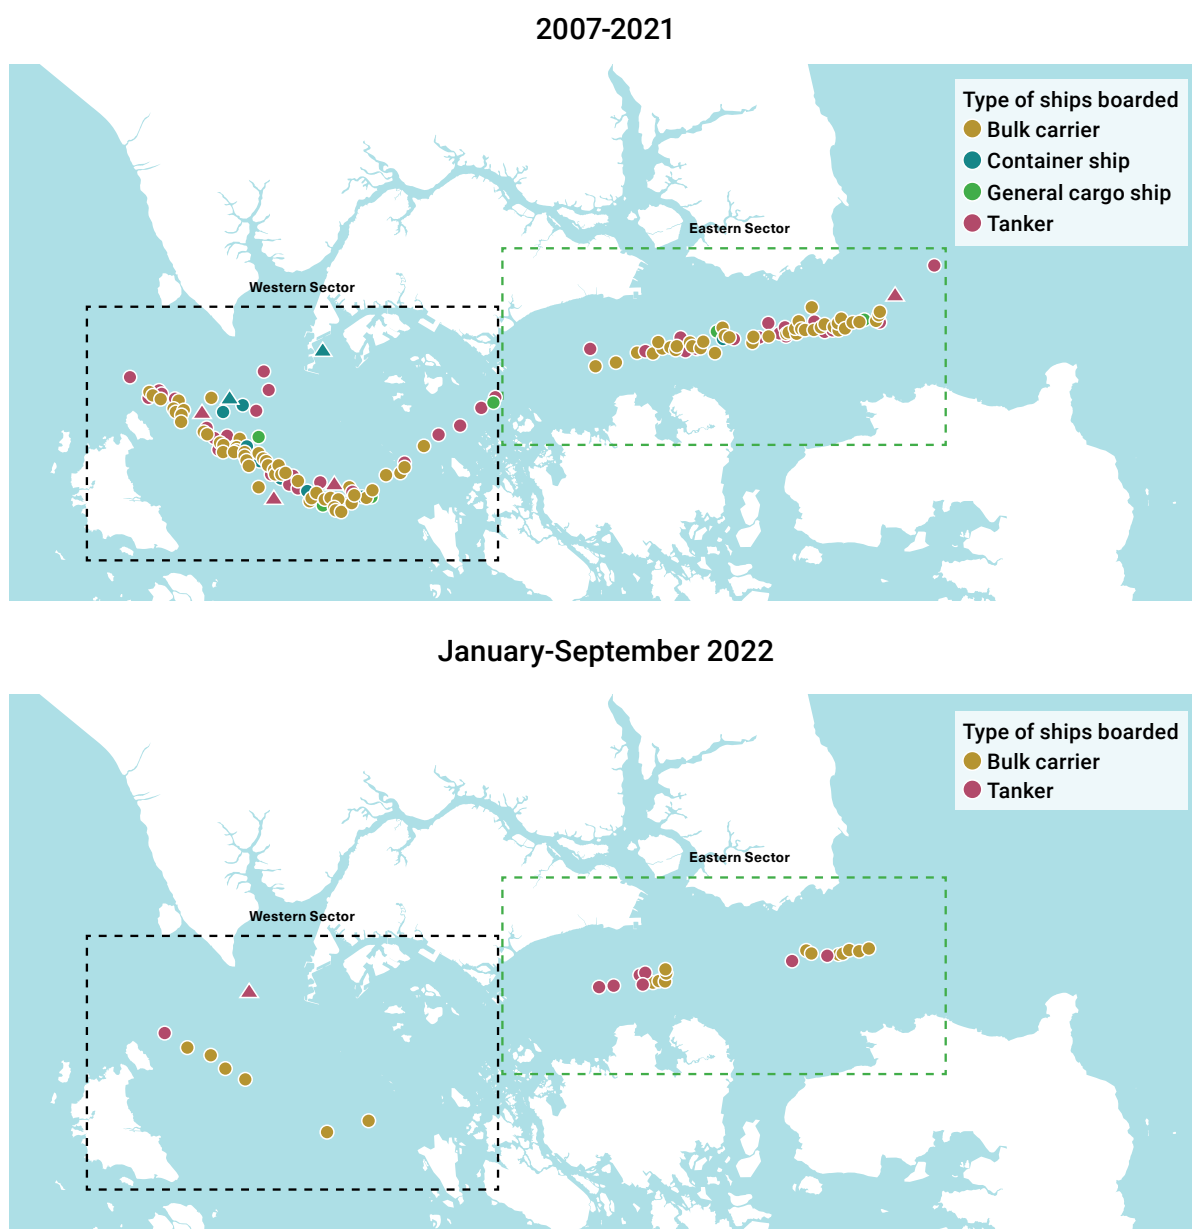 2007-2021
Type of ships boarded
Bulk carrier
Container ship
General cargo ship
Tanker
Eastern Sector
Western Sector
January-September 2022
Type of ships boarded
Bulk carrier
Tanker
Eastern Sector
Western Sector